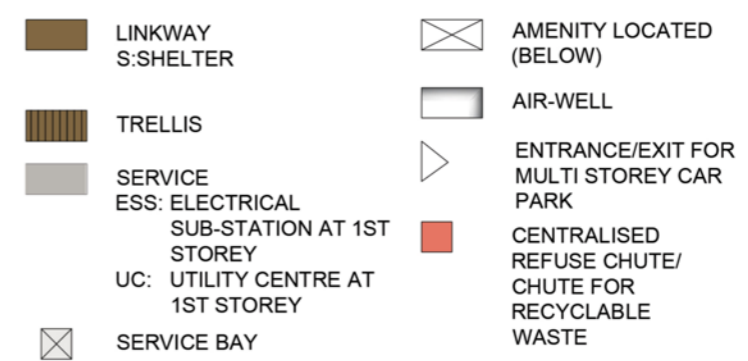 LINKWAY
S:SHELTER
TRELLIS
SERVICE
ESS: ELECTRICAL
SUB-STATION AT 1ST
STOREY
UC: UTILITY CENTRE AT
1ST STOREY
SERVICE BAY
AMENITY LOCATED
(BELOW)
AIR-WELL
ENTRANCE/EXIT FOR
MULTI STOREY CAR
PARK
CENTRALISED
REFUSE CHUTE/
CHUTE FOR
RECYCLABLE
WASTE